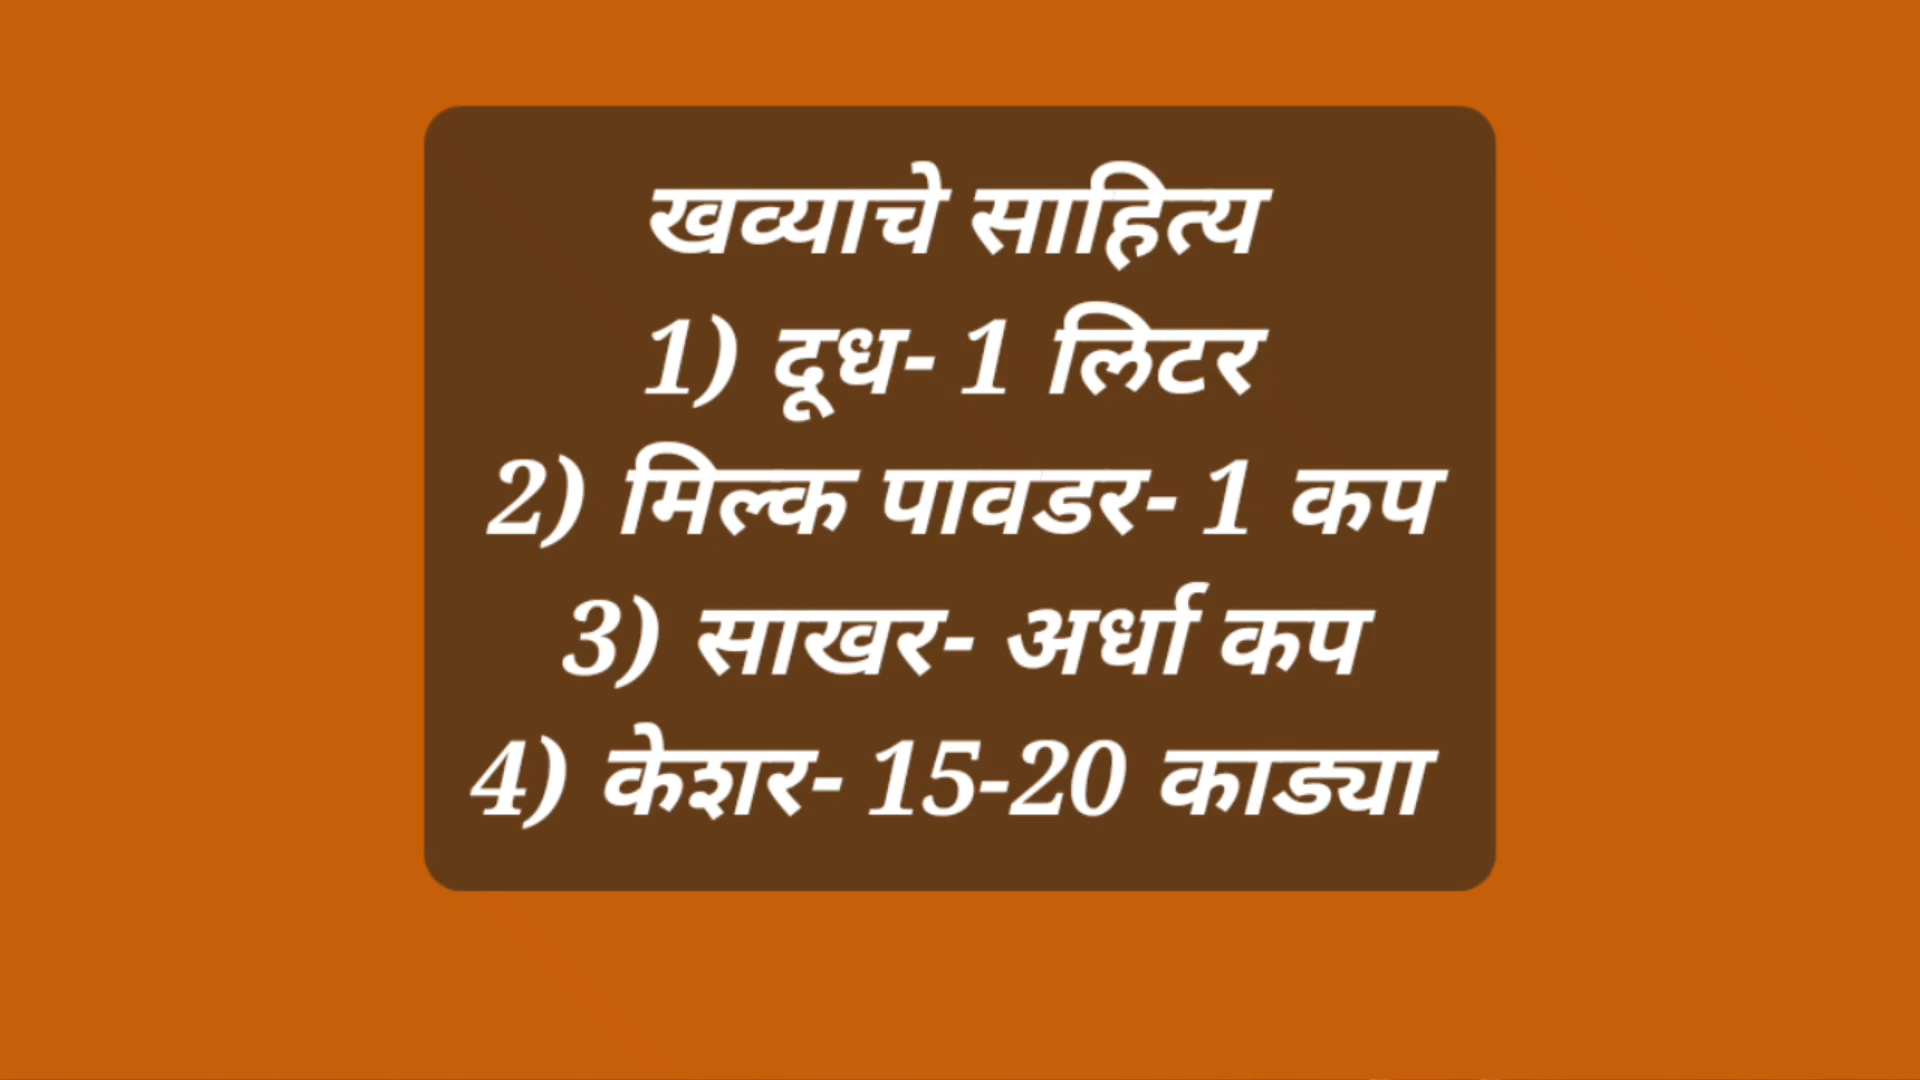 खव्याचे साहित्य
1) दूध- 1 लिटर
2) मिल्क पावडर- 1 कप
3) साखर- अर्धा कप
4) केशर- 15-20 काड्या